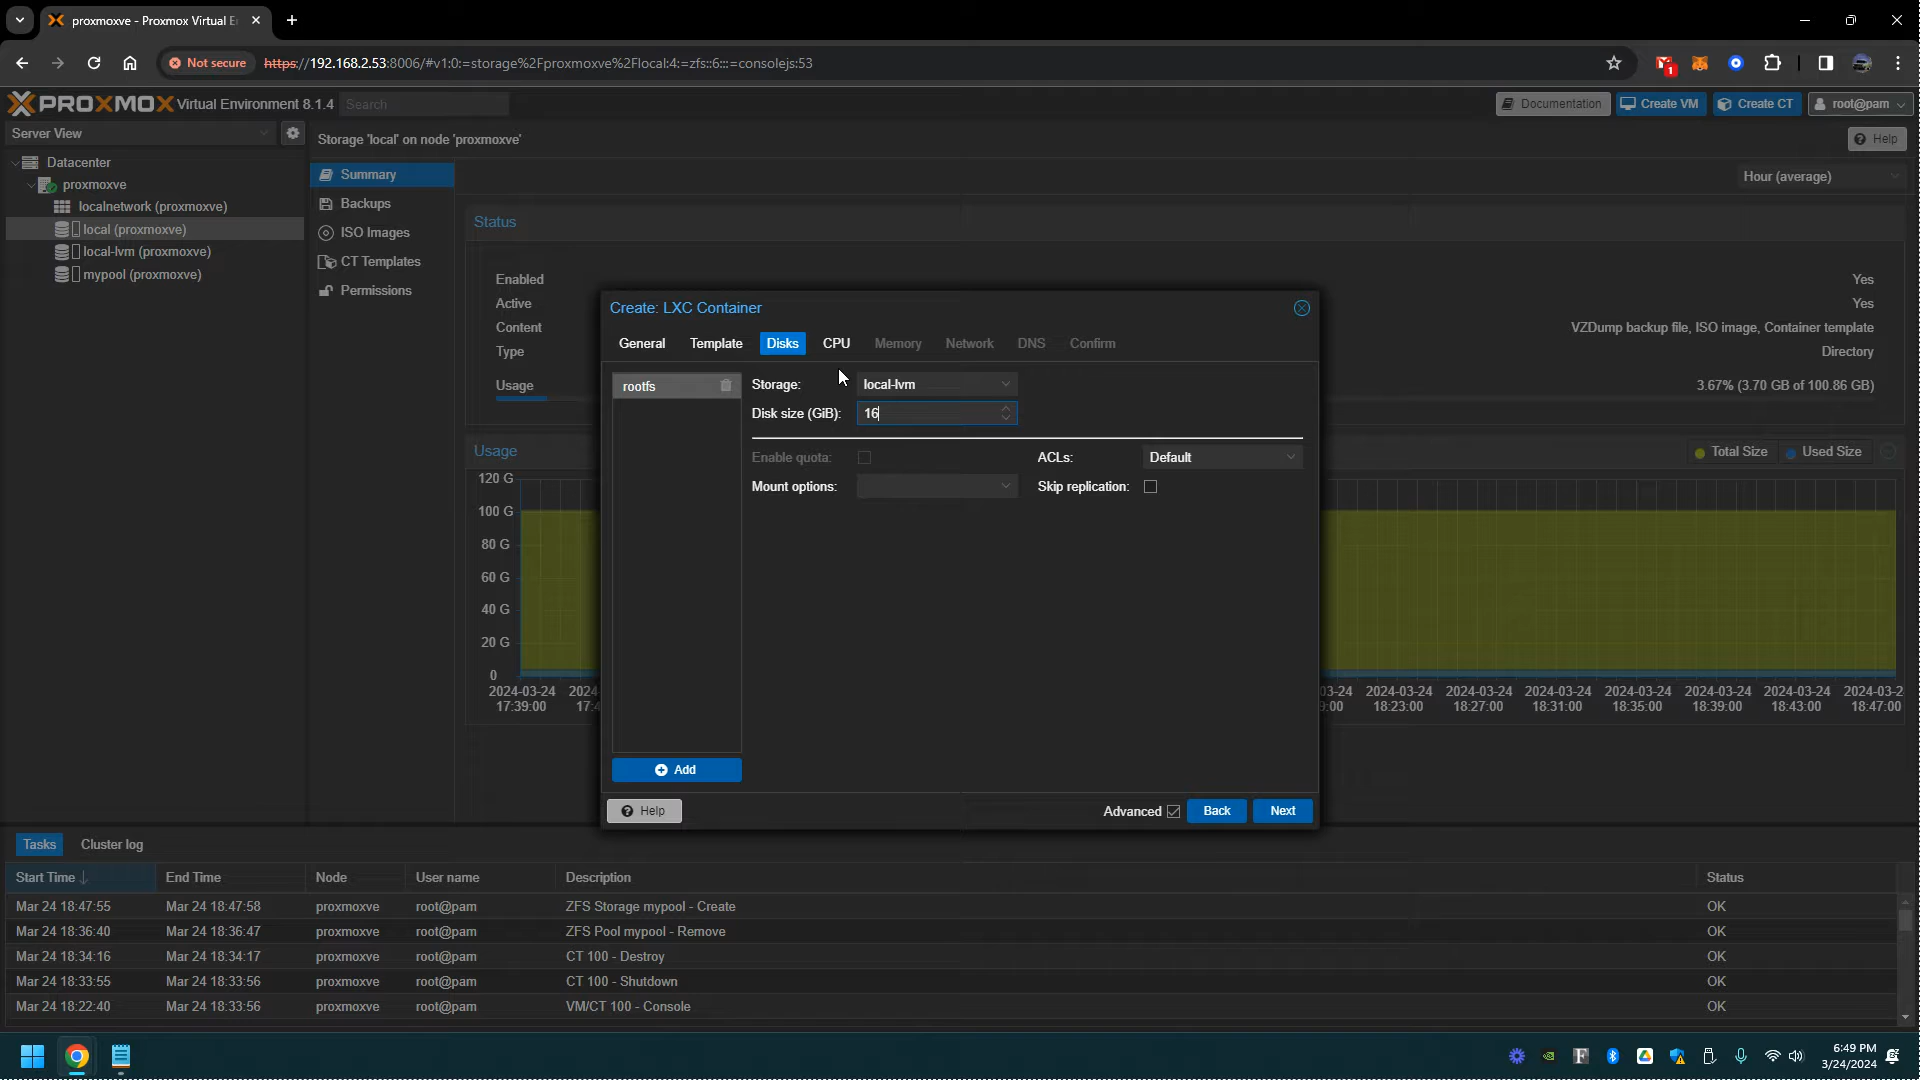 proxmoxve - Proxmox Virtual E
Not secure
https://192.168.2.53:8006/#v1:0:=storage%2Fproxmoxve%2Flocal:4:=zfs::6:::=consolejs:53
1
PROXMOX Virtual Environment 8.1.4
Search
Documentation
Create VM
Create CT
root@pam
Server View
Storage 'local' on node 'proxmoxve'
Help
Datacenter
proxmoxve
localnetwork (proxmoxve)
local (proxmoxve)
local-lvm (proxmoxve)
mypool (proxmoxve)
Summary
Backups
ISO Images
CT Templates
Permissions
Hour (average)
Status
Enabled Yes
Active Yes
Content VZDump backup file, ISO image, Container template
Type Directory
Usage 3.67% (3.70 GB of 100.86 GB)
Usage
Total Size
Used Size
120 G
100 G
80 G
60 G
40 G
20 G
0
2024-03-24 2024 03-24 2024-03-24 2024-03-24 2024-03-24 2024-03-24 2024-03-24 2024-03-24 2024-03-2
17:39:00 17:4 9:00 18:23:00 18:27:00 18:31:00 18:35:00 18:39:00 18:43:00 18:47:00
Create: LXC Container
General Template Disks CPU Memory Network DNS Confirm
rootfs
Storage: local-lvm
Disk size (GiB): 16
Enable quota:
ACLs: Default
Mount options:
Skip replication:
Add
Help
Advanced
Back
Next
Tasks
Cluster log
Start Time End Time Node User name Description Status
Mar 24 18:47:55 Mar 24 18:47:58 proxmoxve root@pam ZFS Storage mypool - Create OK
Mar 24 18:36:40 Mar 24 18:36:47 proxmoxve root@pam ZFS Pool mypool - Remove OK
Mar 24 18:34:16 Mar 24 18:34:17 proxmoxve root@pam CT 100 - Destroy OK
Mar 24 18:33:55 Mar 24 18:33:56 proxmoxve root@pam CT 100 - Shutdown OK
Mar 24 18:22:40 Mar 24 18:33:56 proxmoxve root@pam VM/CT 100 - Console OK
6:49 PM
3/24/2024